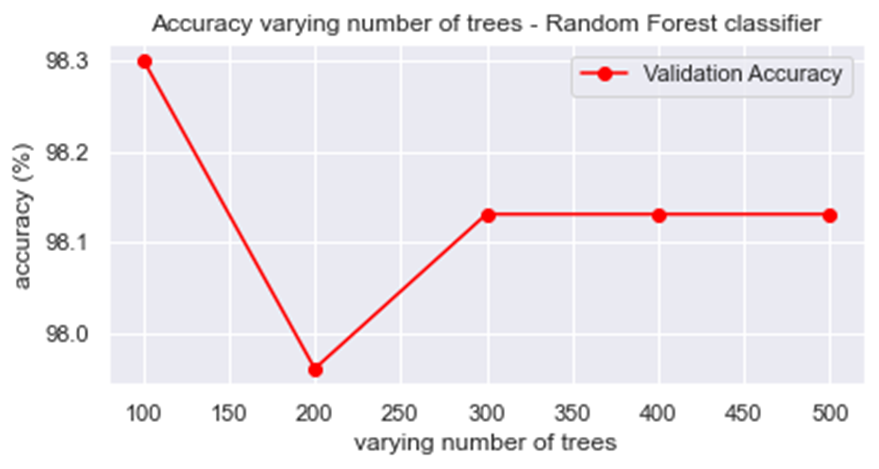 Accuracy varying number of trees - Random Forest classifier
98.3
98.2
98.1
98.0
accuracy (%)
Validation Accuracy
100 150 200 250 300 350 400 450 500
varying number of trees